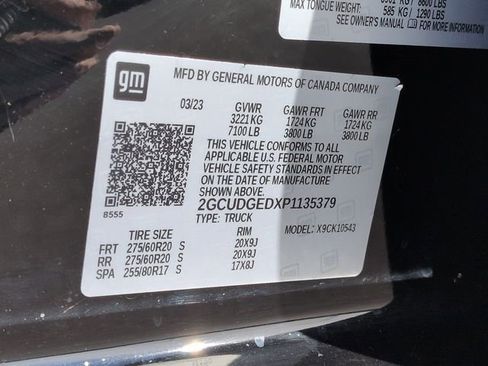 MAX TONGUE WEIGHT: 585 KG / 1290 LBS
SEE OWNER'S MANUAL FOR MORE INFORMATION
gm
MFD BY GENERAL MOTORS OF CANADA COMPANY
03/23 GVWR GAWR FRT GAWR RR
3221 KG 1724 KG 1724 KG
7100 LB 3800 LB 3800 LB
THIS VEHICLE CONFORMS TO ALL
APPLICABLE U.S. FEDERAL MOTOR
VEHICLE SAFETY STANDARDS IN EFFECT
ON THE DATE OF MANUFACTURE
SHOWN ABOVE.
2GCUDGEDXP1135379
8555
TYPE: TRUCK MODEL: X9CK10543
TIRE SIZE RIM
FRT 275/60R20 S 20X9J
RR 275/60R20 S 20X9J
SPA 255/80R17 S 17X8J